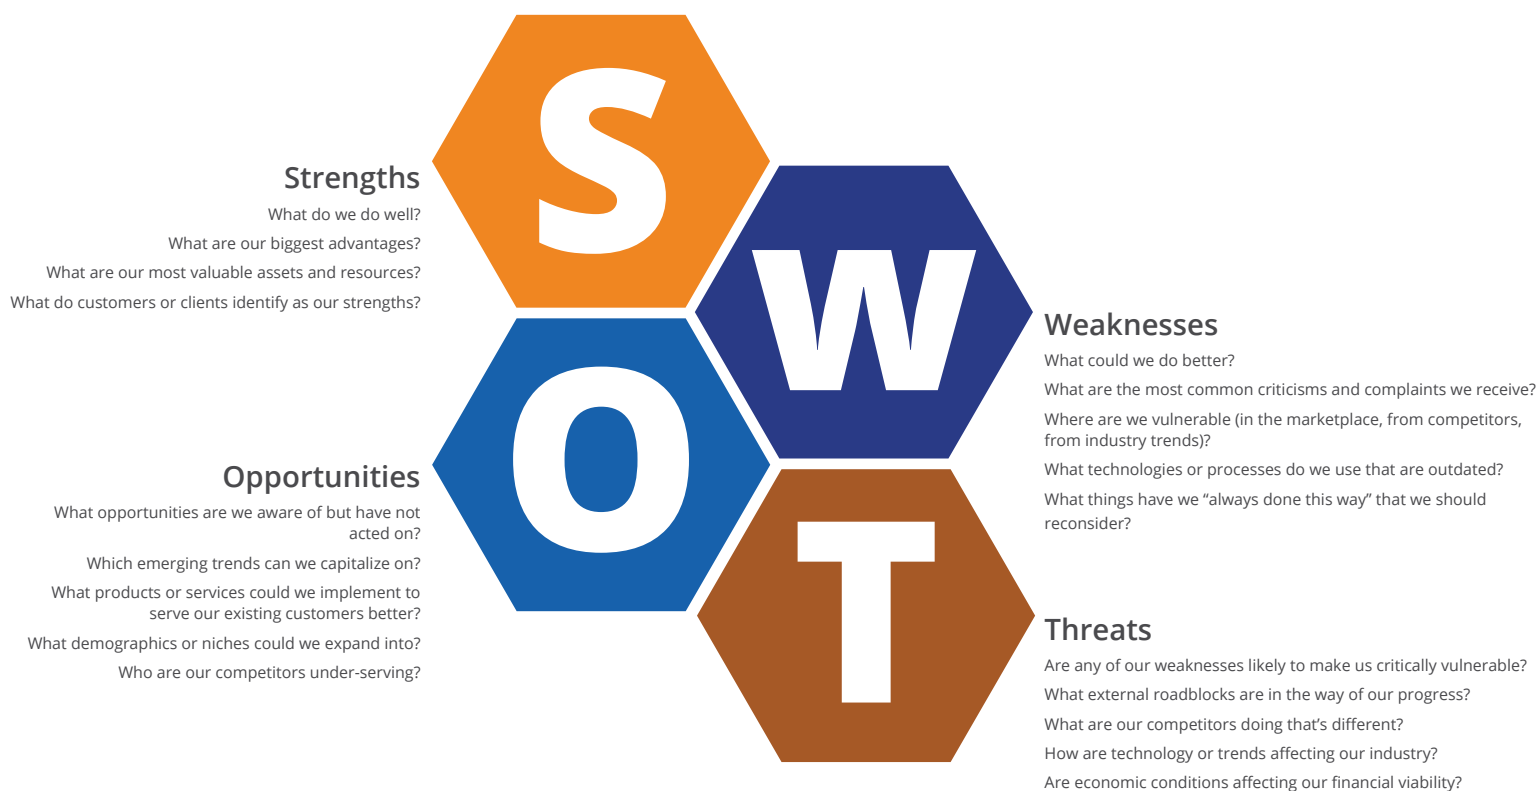 S
Strengths
What do we do well?
What are our biggest advantages?
What are our most valuable assets and resources?
What do customers or clients identify as our strengths?
W
Weaknesses
What could we do better?
What are the most common criticisms and complaints we receive?
Where are we vulnerable (in the marketplace, from competitors,
from industry trends)?
What technologies or processes do we use that are outdated?
What things have we “always done this way” that we should
reconsider?
O
Opportunities
What opportunities are we aware of but have not
acted on?
Which emerging trends can we capitalize on?
What products or services could we implement to
serve our existing customers better?
What demographics or niches could we expand into?
Who are our competitors under-serving?
T
Threats
Are any of our weaknesses likely to make us critically vulnerable?
What external roadblocks are in the way of our progress?
What are our competitors doing that’s different?
How are technology or trends affecting our industry?
Are economic conditions affecting our financial viability?